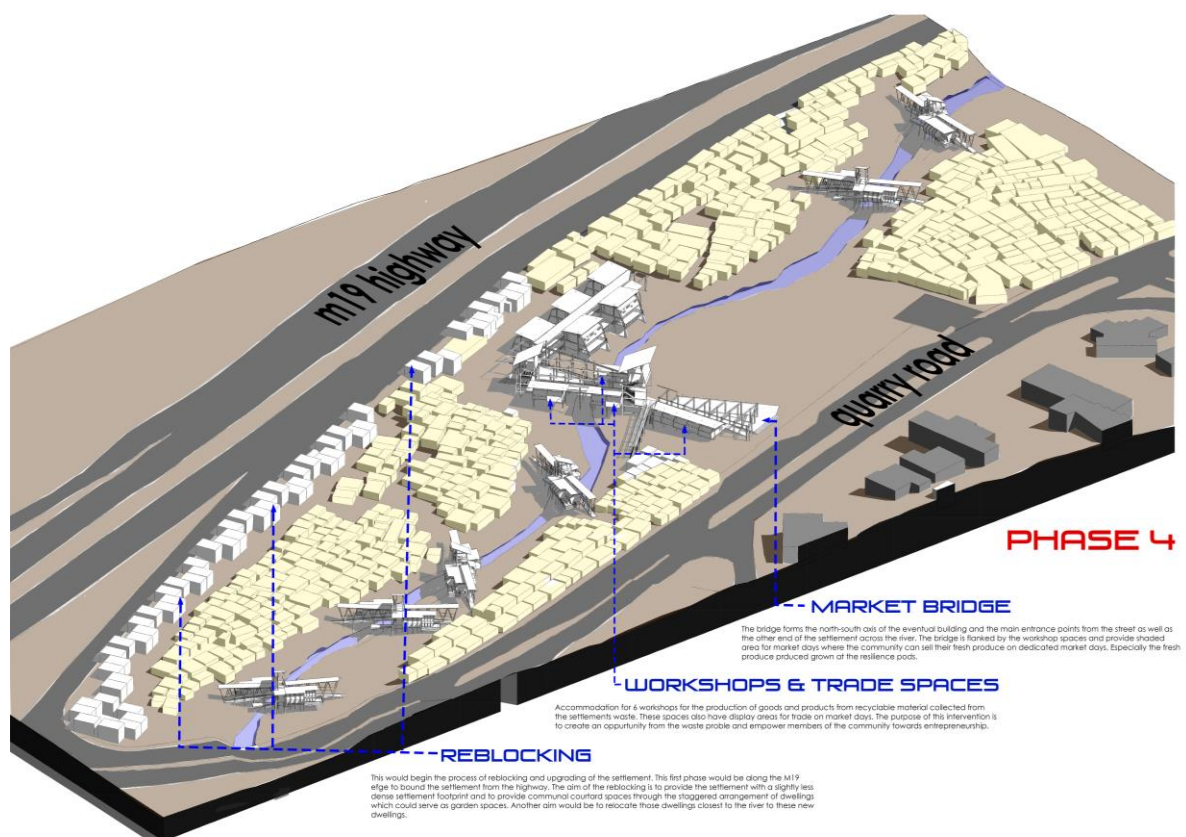 m19 highway
quarry road
PHASE 4
MARKET BRIDGE
The bridge forms the north-south axis of the eventual building and the main entrance points from the street as well as
the other end of the settlement across the river. The bridge is flanked by the workshop spaces and provide shaded
area for market days where the community can sell their fresh produce on dedicated market days. Especially the fresh
produce prduced grown at the resilience pods.
WORKSHOPS & TRADE SPACES
Accommodation for 6 workshops for the production of goods and products from recyclable material collected from
the settlements waste. These spaces also have display areas for trade on market days. The purpose of this intervention is
to create an oppurtunity from the waste proble and empower members of the community towards entrepreneurship.
REBLOCKING
This would begin the process of reblocking and upgrading of the settlement. This first phase would be along the M19
efge to bound the settlement from the highway. The aim of the reblocking is to provide the settlement with a slightly less
dense settlement footprint and to provide communal courtard spaces through the staggered arrangement of dwellings
which could serve as garden spaces. Another aim would be to relocate those dwellings closest to the river to these new
dwellings.